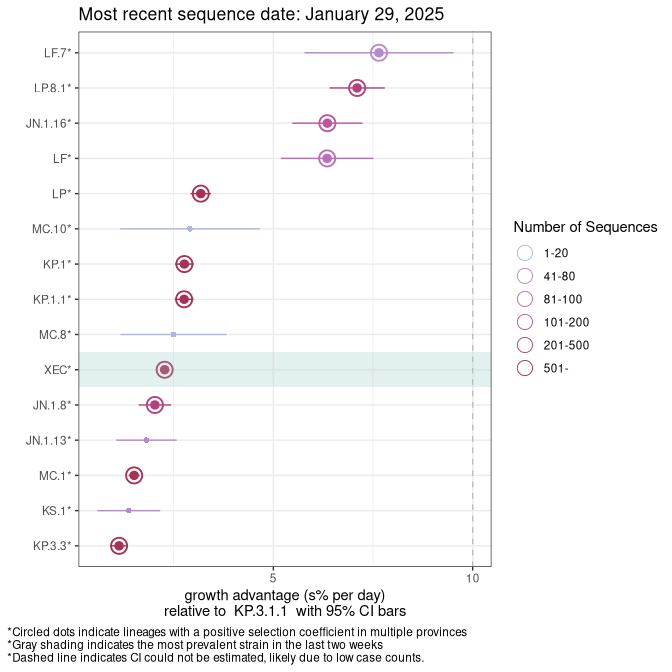 Most recent sequence date: January 29, 2025
LF.7*
LP.8.1*
JN.1.16*
LF*
LP*
MC.10*
KP.1*
KP.1.1*
MC.8*
XEC*
JN.1.8*
JN.1.13*
MC.1*
KS.1*
KP.3.3*
5
10
growth advantage (s% per day)
relative to KP.3.1.1 with 95% CI bars
Number of Sequences
1-20
41-80
81-100
101-200
201-500
501-
*Circled dots indicate lineages with a positive selection coefficient in multiple provinces
*Gray shading indicates the most prevalent strain in the last two weeks
*Dashed line indicates CI could not be estimated, likely due to low case counts.